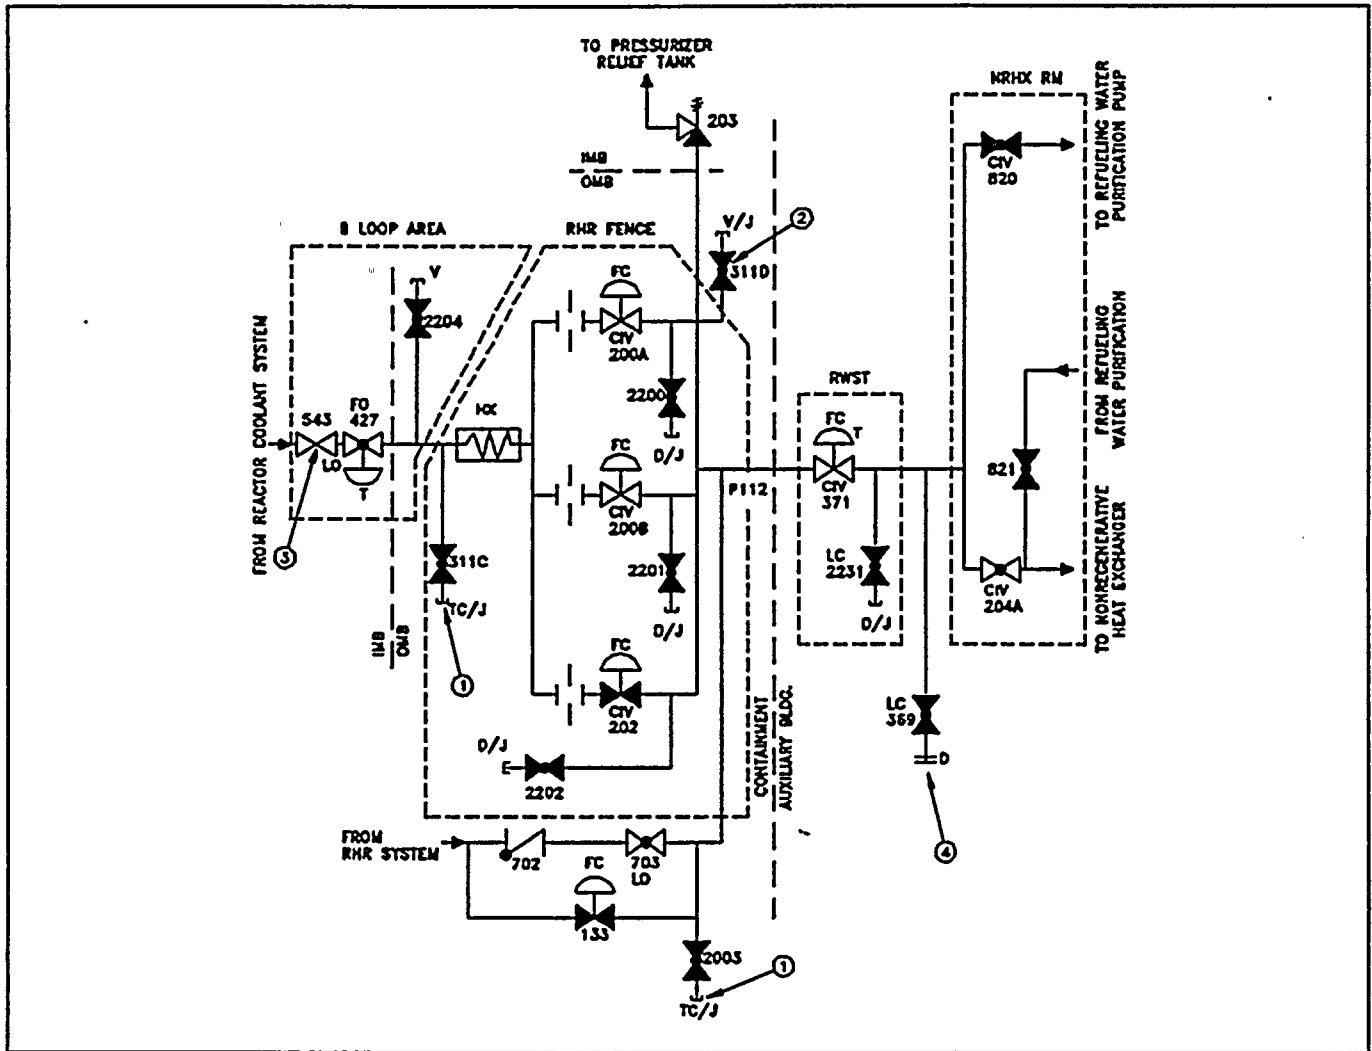 TO PRESSURIZER
RELIEF TANK
203
IMB
OMB
NRHX RM
CIV
820
TO REFUELING WATER
PURIFICATION PUMP
B LOOP AREA
RHR FENCE
V/J
2
311D
V
2204
FC
CIV
200A
2200
D/J
FROM REACTOR COOLANT SYSTEM
543
LO
FO
427
T
3
HX
FC
CIV
200B
2201
D/J
P112
RWST
FC
T
CIV
371
LC
2231
D/J
FROM REFUELING
WATER PURIFICATION
821
CIV
204A
TO NONREGENERATIVE
HEAT EXCHANGER
311C
TC/J
1
IMB
OMB
FC
CIV
202
D/J
2202
CONTAINMENT
AUXILIARY BLDG.
LC
369
D
4
FROM
RHR SYSTEM
702
703
LO
FC
133
2003
TC/J
1